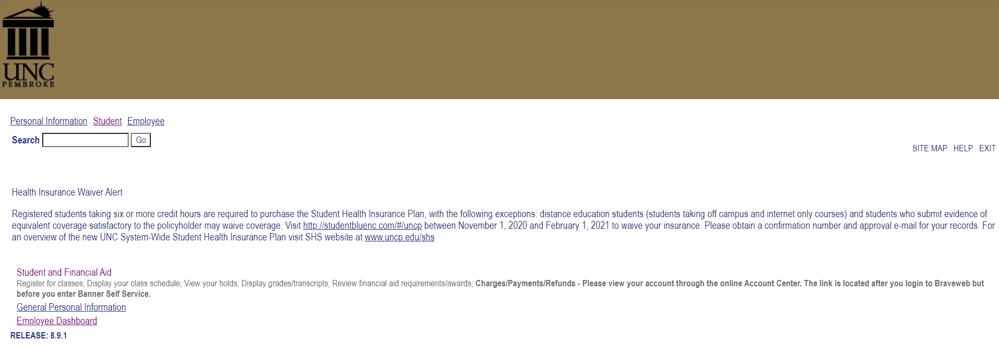 UNC
PEMBROKE
Personal Information Student Employee
Search Go
SITE MAP HELP EXIT
Health Insurance Waiver Alert
Registered students taking six or more credit hours are required to purchase the Student Health Insurance Plan, with the following exceptions: distance education students (students taking off campus and internet only courses) and students who submit evidence of
equivalent coverage satisfactory to the policyholder may waive coverage. Visit http://studentbluenc.com/#/uncp between November 1, 2020 and February 1, 2021 to waive your insurance. Please obtain a confirmation number and approval e-mail for your records. For
an overview of the new UNC System-Wide Student Health Insurance Plan visit SHS website at www.uncp.edu/shs
Student and Financial Aid
Register for classes; Display your class schedule; View your holds; Display grades/transcripts; Review financial aid requirements/awards; Charges/Payments/Refunds - Please view your account through the online Account Center. The link is located after you login to Braveweb but
before you enter Banner Self Service.
General Personal Information
Employee Dashboard
RELEASE: 8.9.1